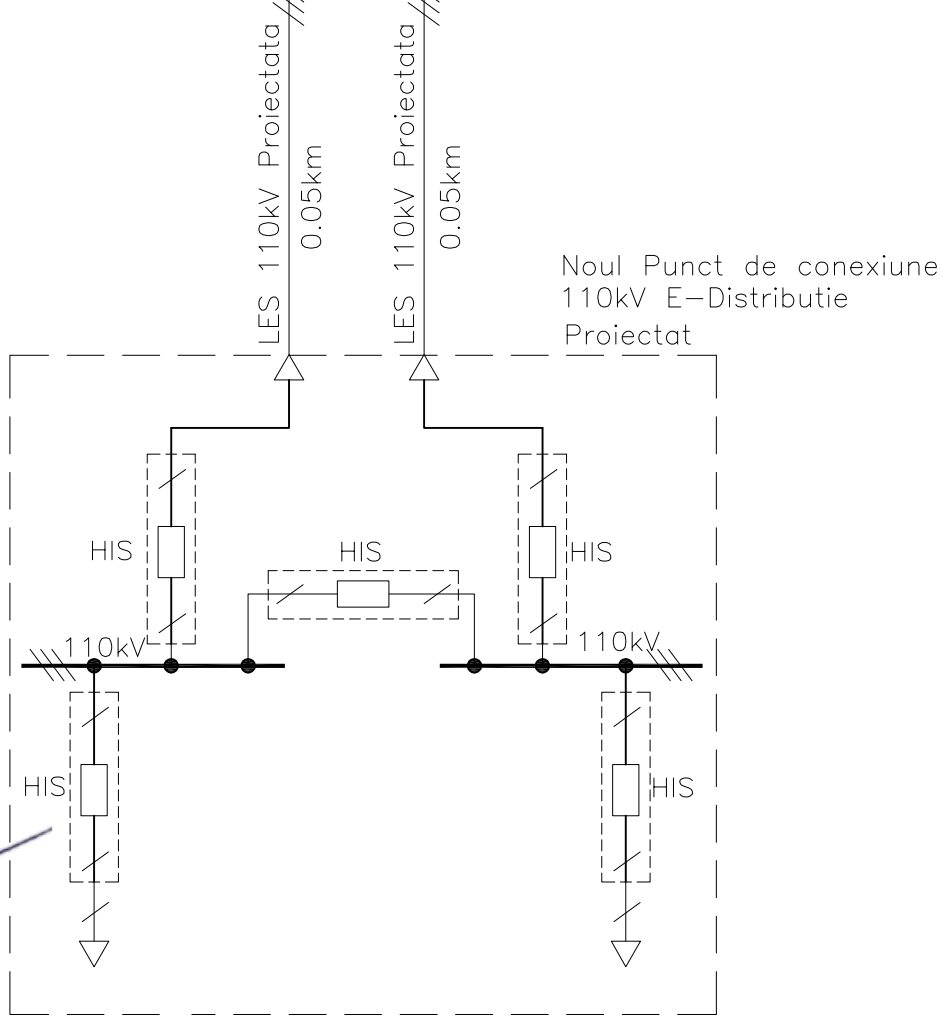 LES 110kV Proiectata
0.05km
LES 110kV Proiectata
0.05km
Noul Punct de conexiune
110kV E-Distributie
Proiectat
HIS
HIS
HIS
110kV
110kV
HIS
HIS